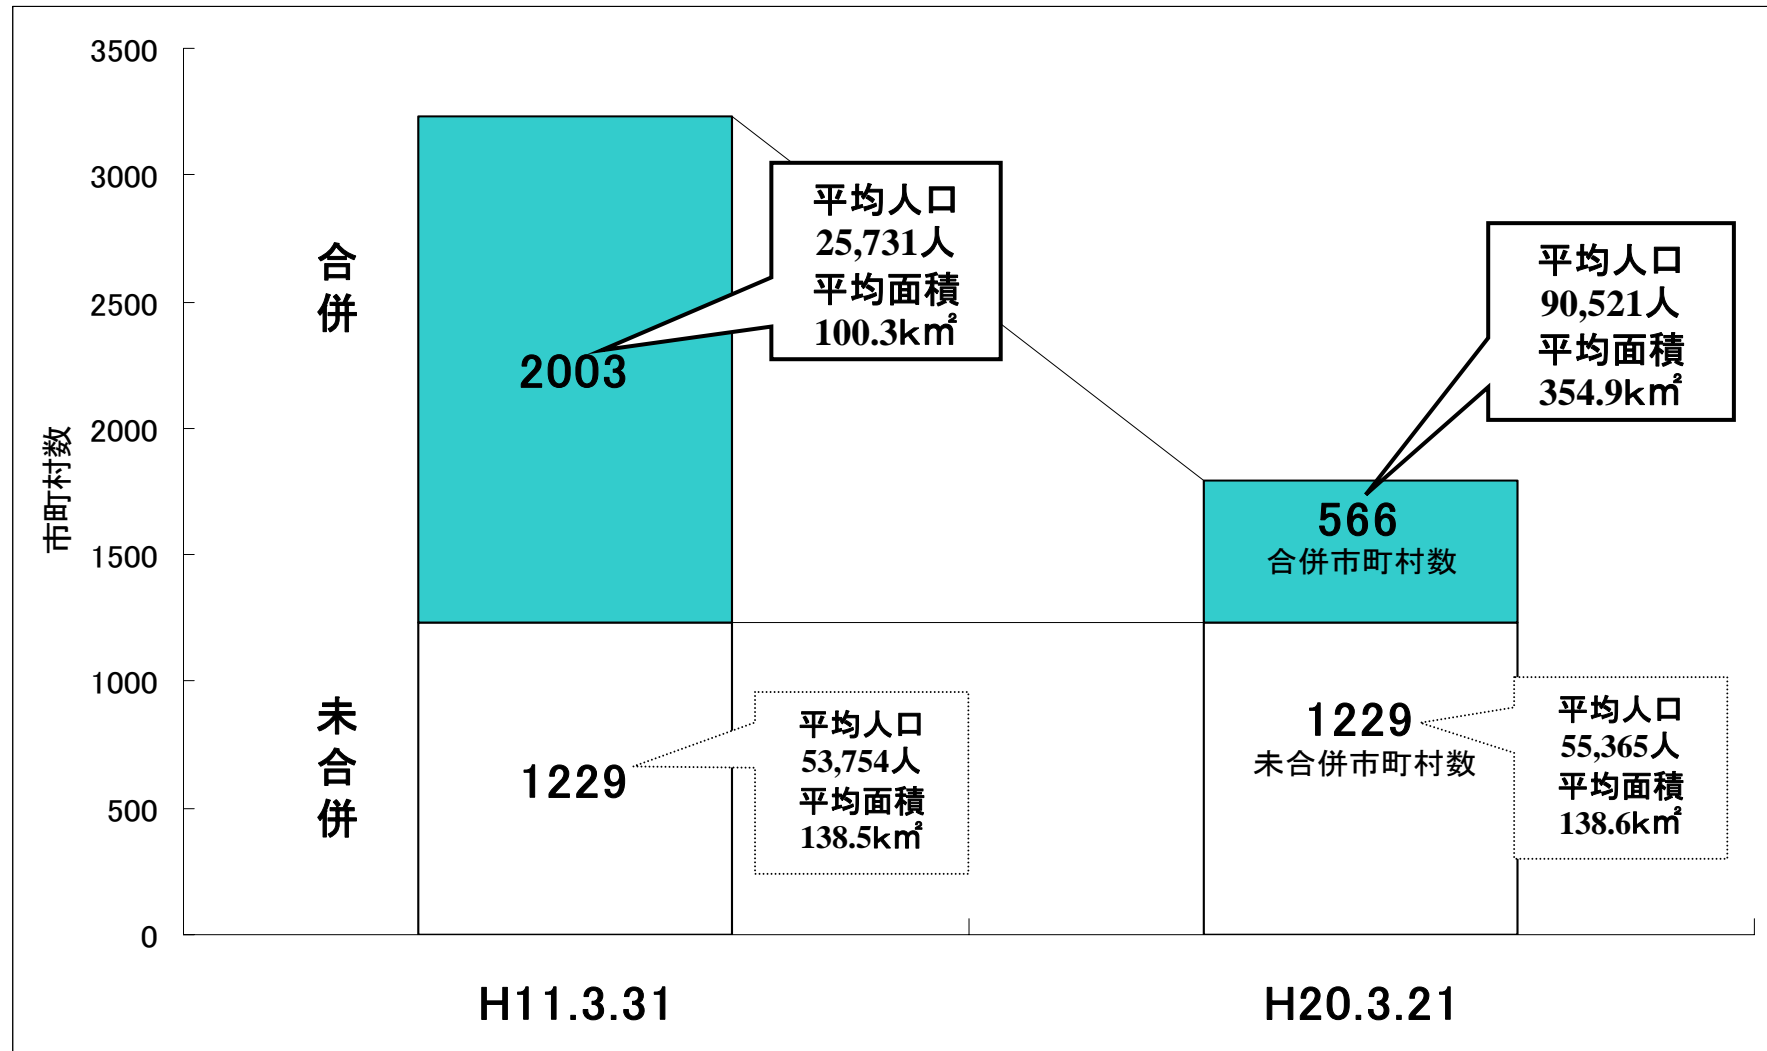 3500
3000
2500
2000
1500
1000
500
0
市町村数
合併
未合併
2003
平均人口
25,731人
平均面積
100.3k㎡
1229
平均人口
53,754人
平均面積
138.5k㎡
566
合併市町村数
平均人口
90,521人
平均面積
354.9k㎡
1229
未合併市町村数
平均人口
55,365人
平均面積
138.6k㎡
H11.3.31
H20.3.21